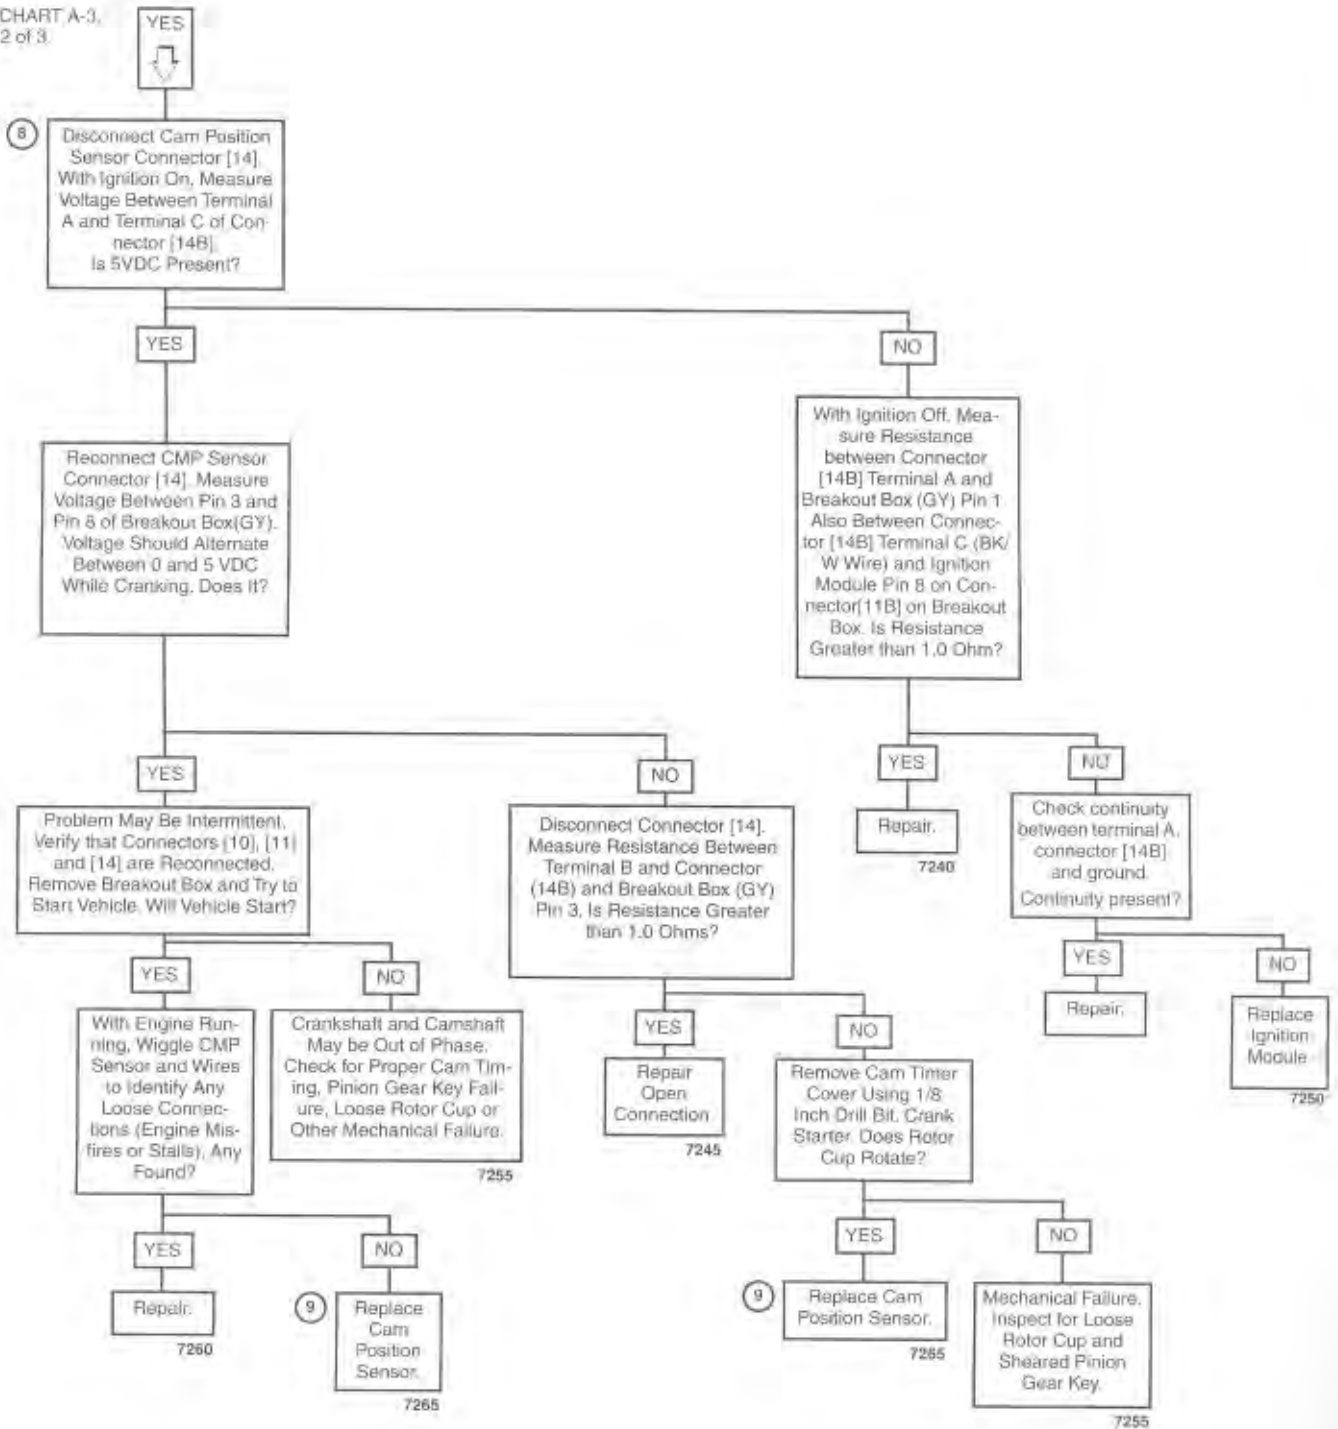 CHART A-3,
2 of 3
YES
8
Disconnect Cam Position
Sensor Connector [14].
With Ignition On, Measure
Voltage Between Terminal
A and Terminal C of Con-
nector [14B].
Is 5VDC Present?
YES
NO
Reconnect CMP Sensor
Connector [14]. Measure
Voltage Between Pin 3 and
Pin 8 of Breakout Box(GY).
Voltage Should Alternate
Between 0 and 5 VDC
While Cranking. Does It?
With Ignition Off, Mea-
sure Resistance
between Connector
[14B] Terminal A and
Breakout Box (GY) Pin 1
Also Between Connec-
tor [14B] Terminal C (BK/
W Wire) and Ignition
Module Pin 8 on Con-
nector[11B] on Breakout
Box. Is Resistance
Greater than 1.0 Ohm?
YES
NO
YES
NO
Problem May Be Intermittent.
Verify that Connectors [10], [11]
and [14] are Reconnected.
Remove Breakout Box and Try to
Start Vehicle. Will Vehicle Start?
Disconnect Connector [14].
Measure Resistance Between
Terminal B and Connector
(14B) and Breakout Box (GY)
Pin 3. Is Resistance Greater
than 1.0 Ohms?
Repair.
7240
Check continuity
between terminal A,
connector [14B]
and ground.
Continuity present?
YES
NO
YES
NO
YES
NO
With Engine Run-
ning, Wiggle CMP
Sensor and Wires
to Identify Any
Loose Connec-
tions (Engine Mis-
fires or Stalls), Any
Found?
Crankshaft and Camshaft
May be Out of Phase.
Check for Proper Cam Tim-
ing, Pinion Gear Key Fail-
ure, Loose Rotor Cup or
Other Mechanical Failure.
7255
Repair
Open
Connection
7245
Remove Cam Timer
Cover Using 1/8
Inch Drill Bit. Crank
Starter. Does Rotor
Cup Rotate?
Repair.
Replace
Ignition
Module
7250
YES
NO
YES
NO
Repair.
7260
9
Replace
Cam
Position
Sensor.
7265
9
Replace Cam
Position Sensor.
7265
Mechanical Failure.
Inspect for Loose
Rotor Cup and
Sheared Pinion
Gear Key.
7255